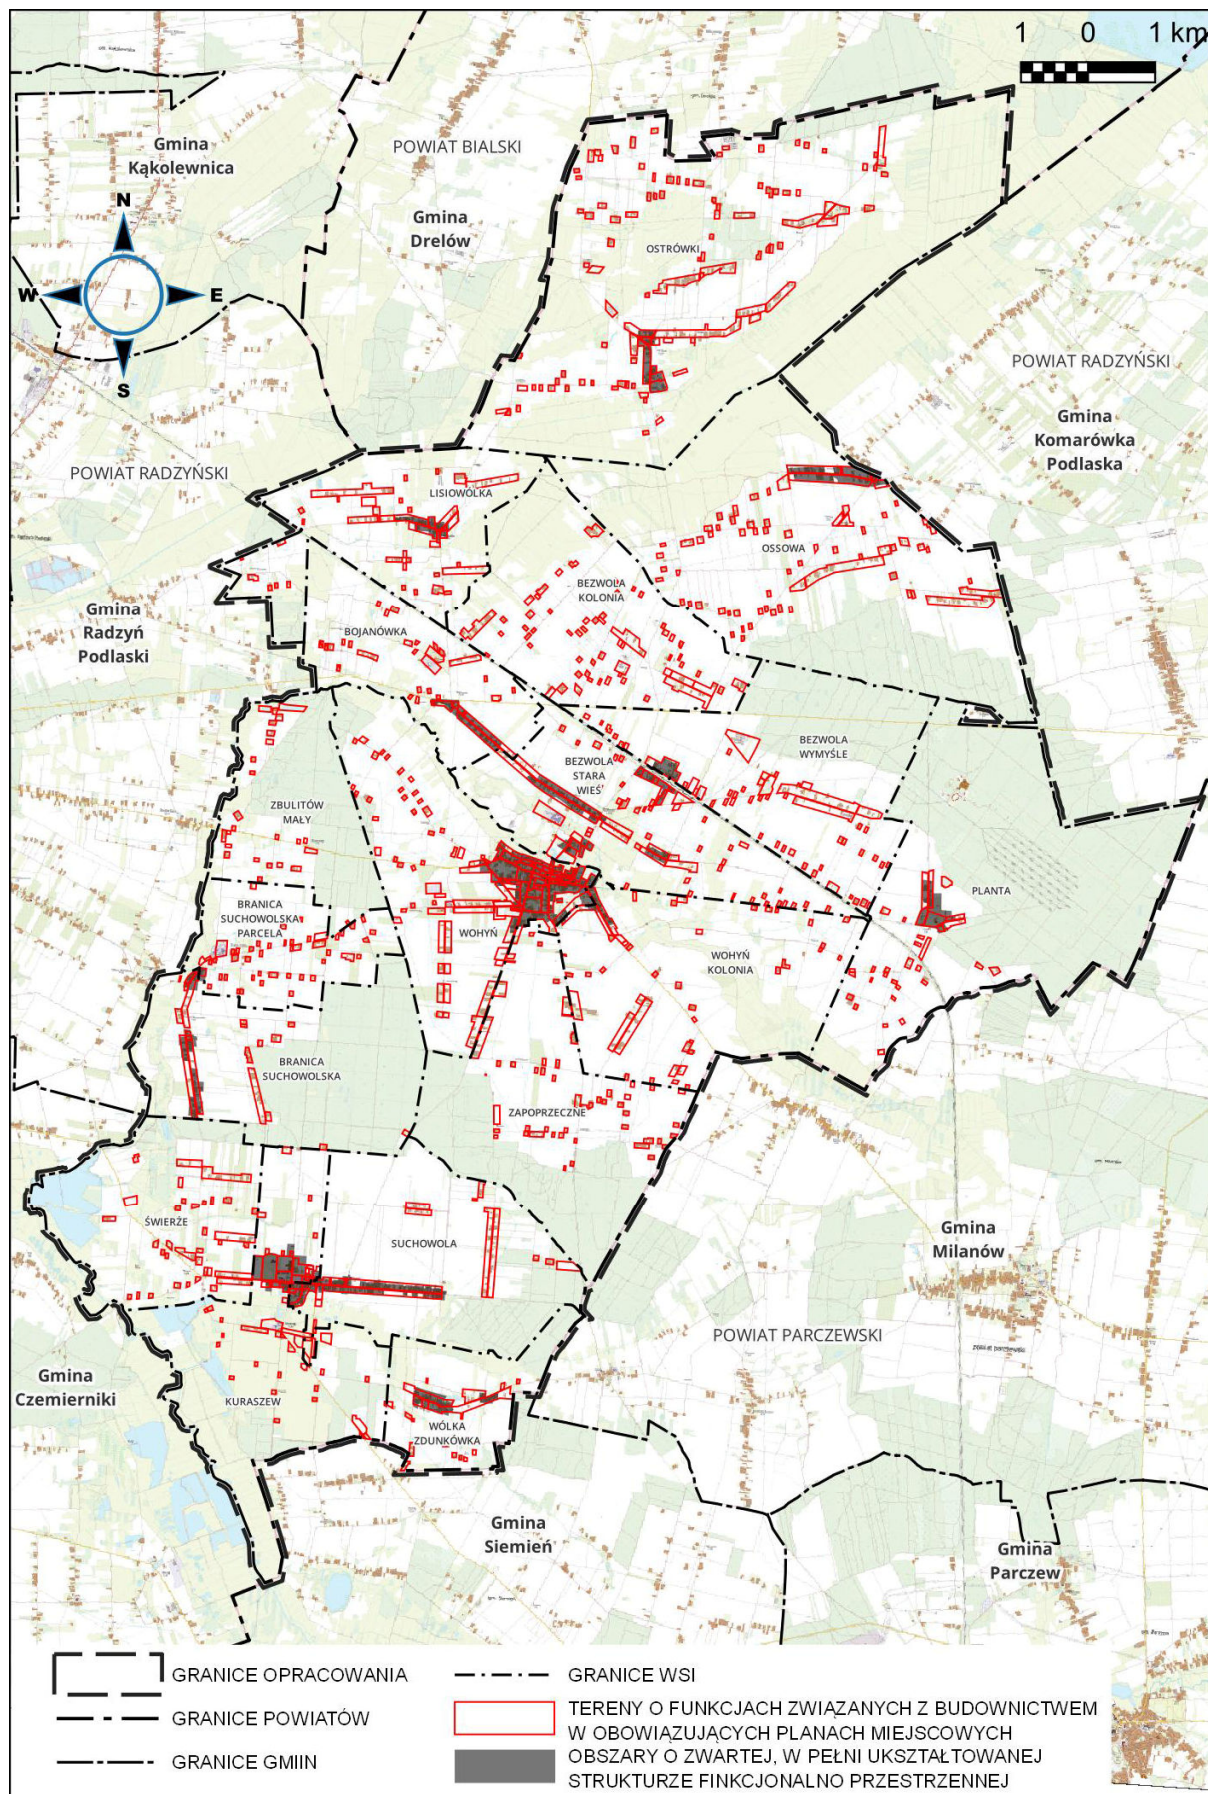 1 0 1 km
Gmina
Kąkolewnica
POWIAT BIALSKI
N
W E
S
Gmina
Drelów
OSTRÓWKI
POWIAT RADZYŃSKI
Gmina
Komarówka
Podlaska
POWIAT RADZYŃSKI
LISIOWÓLKA
OSSOWA
BEZWOLA
KOLONIA
Gmina
Radzyń
Podlaski
BOJANÓWKA
BEZWOLA
WYMYŚLE
BEZWOLA
STARA
WIEŚ
ZBULITÓW
MAŁY
PLANTA
BRANICA
SUCHOWOLSKA
PARCELA
WOHYŃ
WOHYŃ
KOLONIA
BRANICA
SUCHOWOLSKA
ZAPOPRZECZNE
ŚWIERŻE
SUCHOWOLA
Gmina
Milanów
POWIAT PARCZEWSKI
Gmina
Czemierniki
KURASZEW
WÓLKA
ZDUNKÓWKA
Gmina
Siemień
Gmina
Parczew
GRANICE OPRACOWANIA
GRANICE POWIATÓW
GRANICE GMIIN
GRANICE WSI
TERENY O FUNKCJACH ZWIĄZANYCH Z BUDOWNICTWEM
W OBOWIĄZUJĄCYCH PLANACH MIEJSCOWYCH
OBSZARY O ZWARTEJ, W PEŁNI UKSZTAŁTOWANEJ
STRUKTURZE FINKCJONALNO PRZESTRZENNEJ